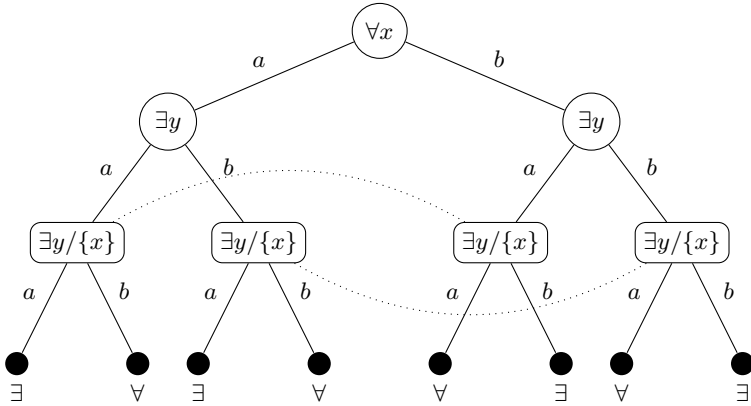 ∀x
a b
∃y ∃y
a b a b
∃y/{x} ∃y/{x} ∃y/{x} ∃y/{x}
a b a b a b a b
∃ ∀ ∃ ∀ ∀ ∃ ∀ ∃